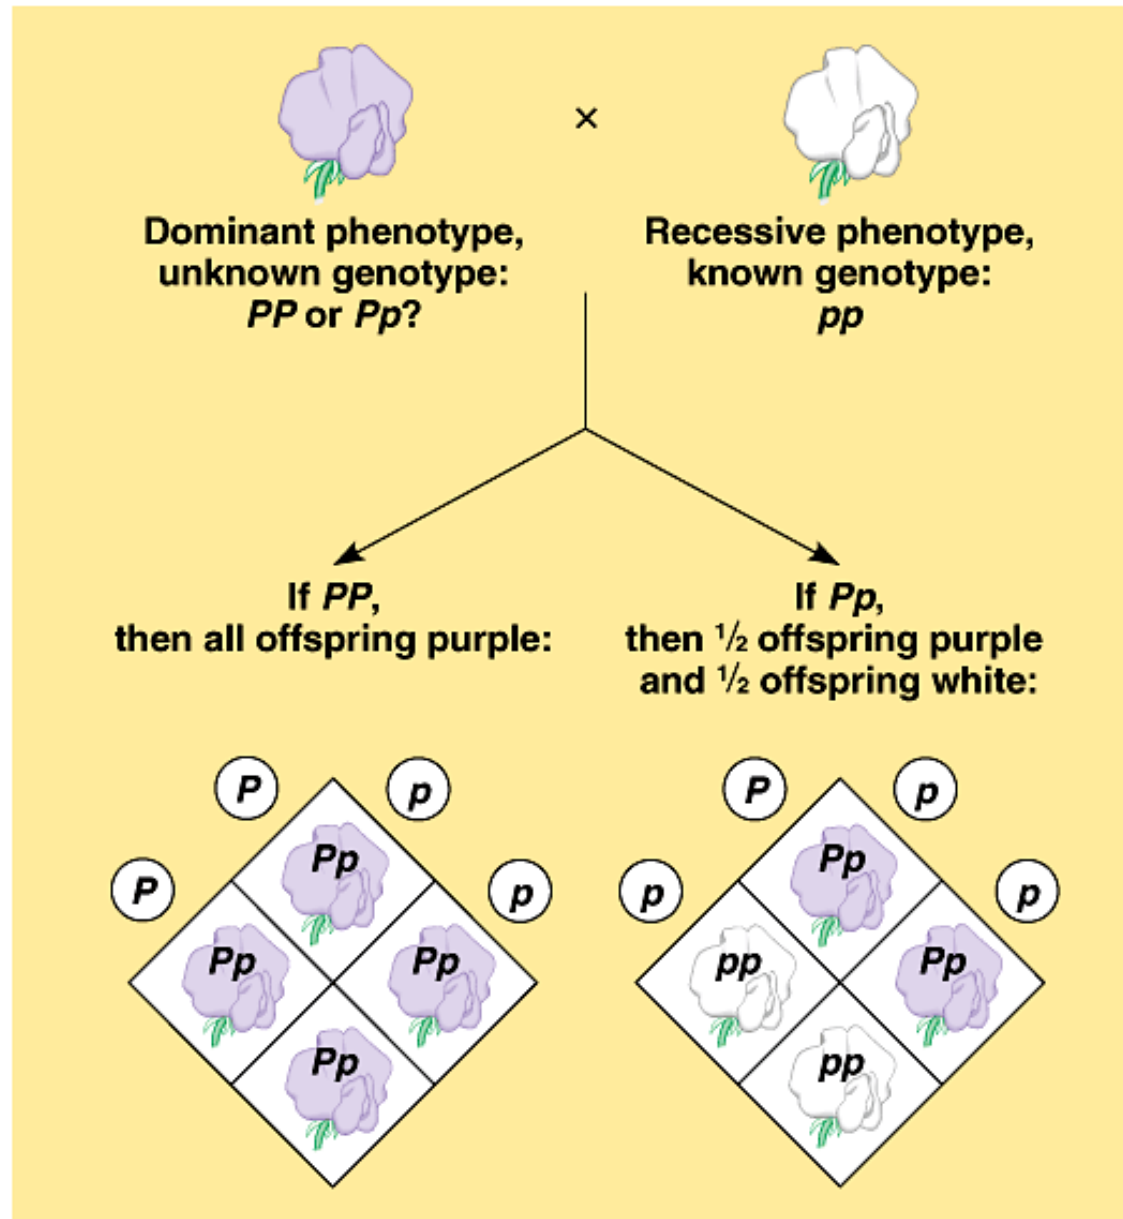 ×
Dominant phenotype,
unknown genotype:
PP or Pp?
Recessive phenotype,
known genotype:
pp
If PP,
then all offspring purple:
If Pp,
then ½ offspring purple
and ½ offspring white:
P p
P p
Pp
Pp Pp
Pp
P p
p p
Pp
pp Pp
pp